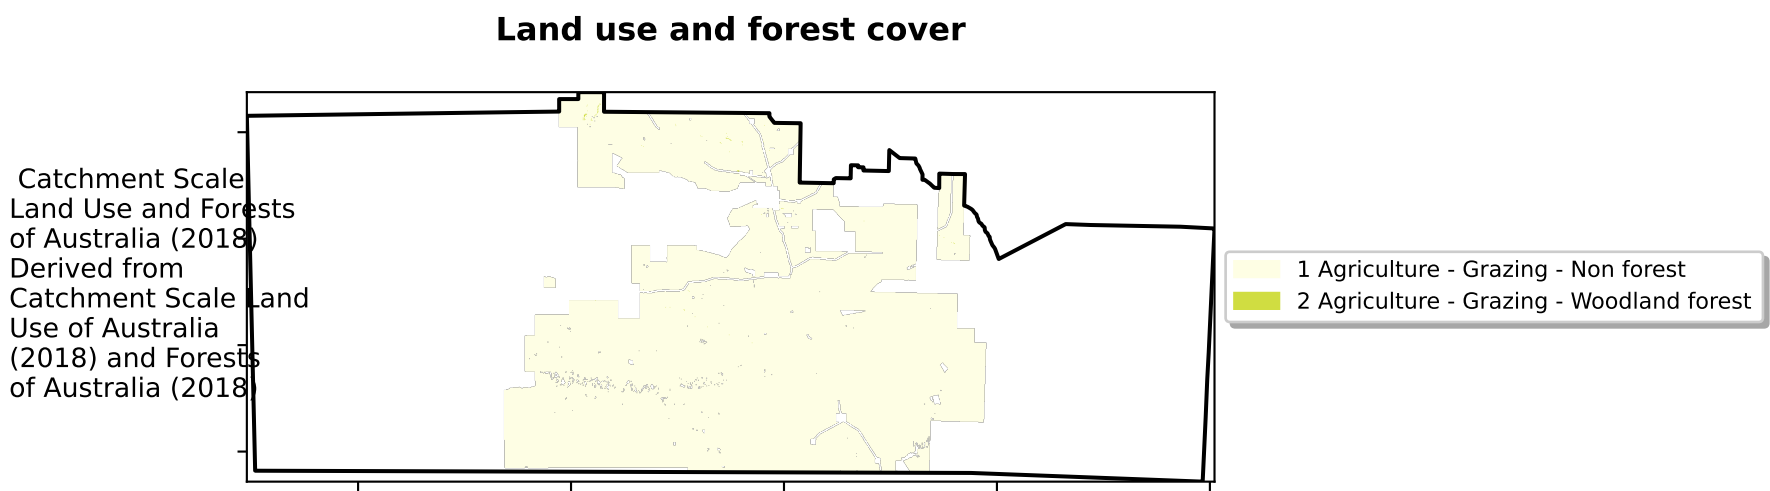 Land use and forest cover
Catchment Scale
Land Use and Forests
of Australia (2018)
Derived from
Catchment Scale Land
Use of Australia
(2018) and Forests
of Australia (2018)
1 Agriculture - Grazing - Non forest
2 Agriculture - Grazing - Woodland forest